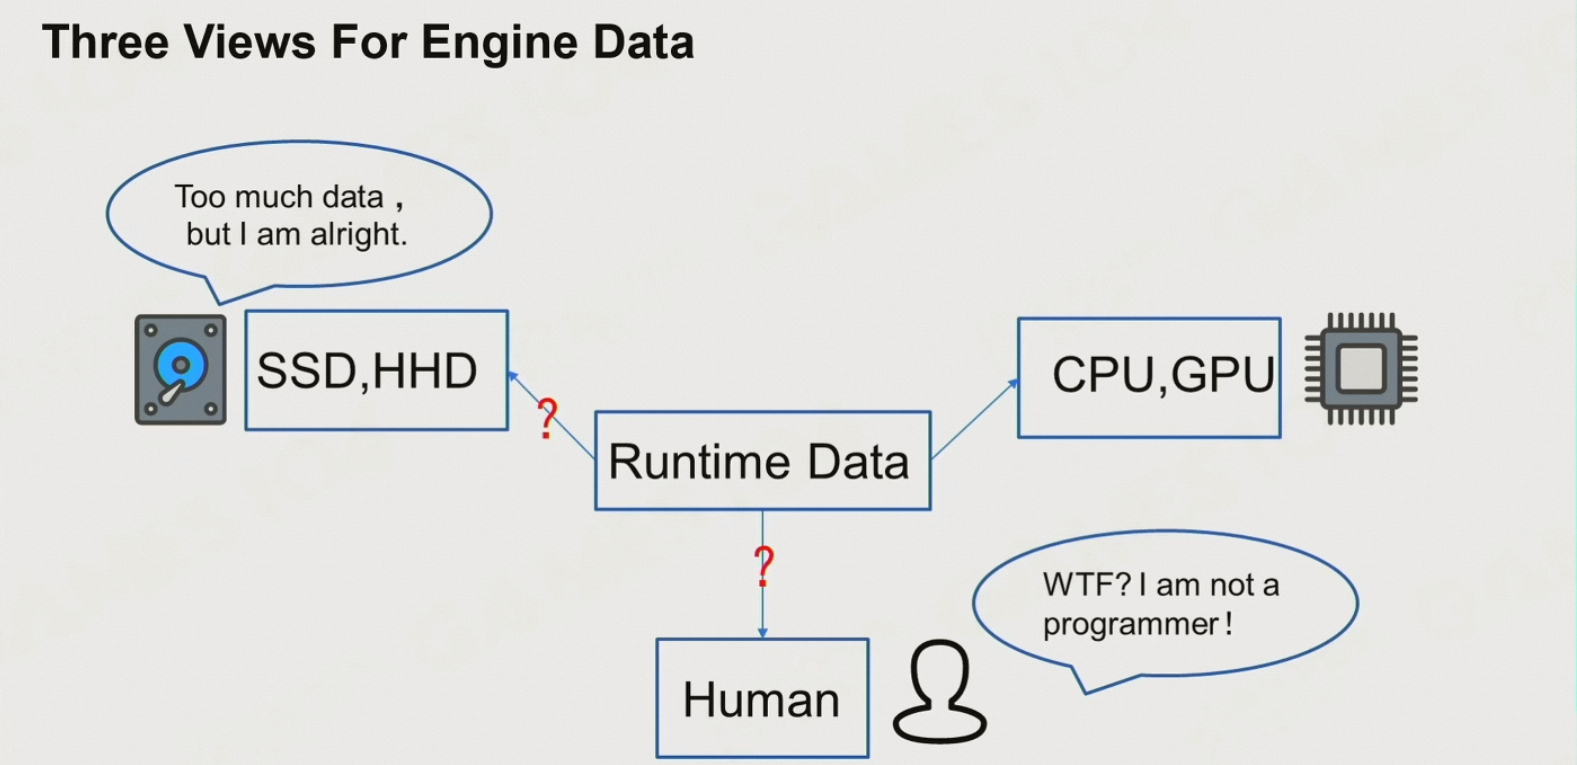 Three Views For Engine Data
Too much data ，
but I am alright.
SSD,HHD
?
Runtime Data
CPU,GPU
?
WTF? I am not a
programmer！
Human